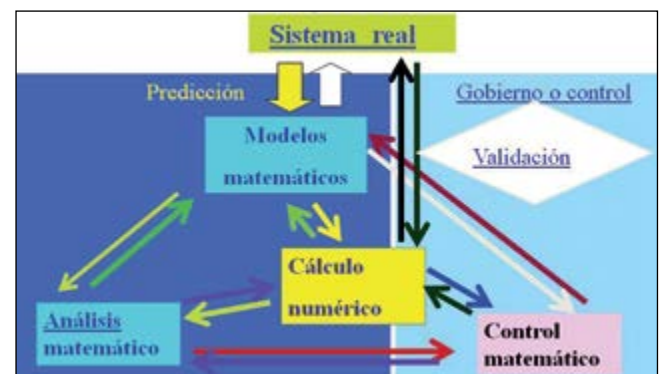 Sistema real
Predicción
Gobierno o control
Modelos
matemáticos
Validación
Cálculo
numérico
Análisis
matemático
Control
matemático